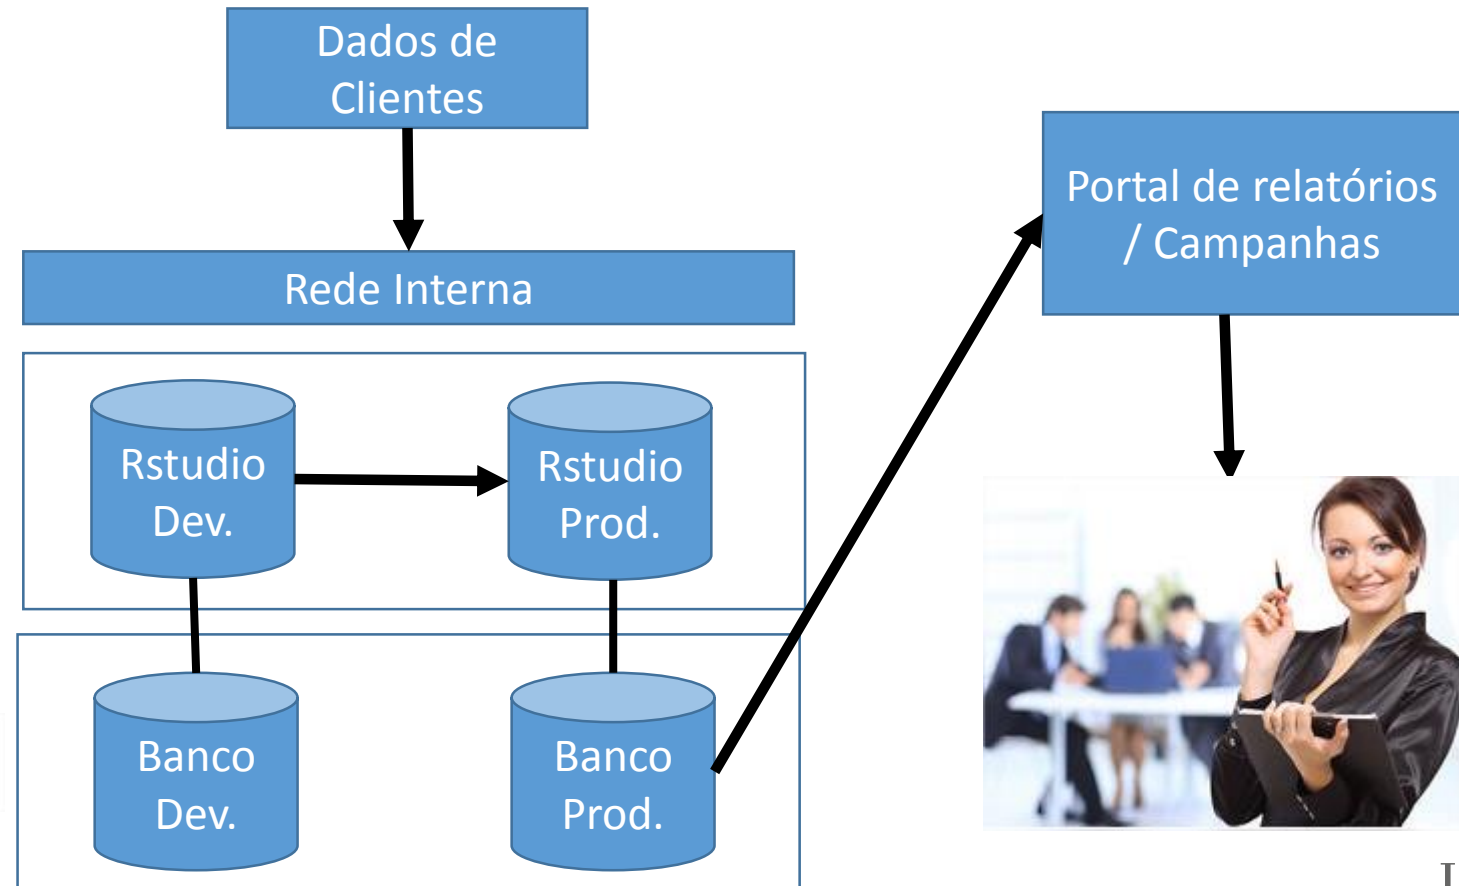 Dados de
Clientes
Portal de relatórios
/ Campanhas
Rede Interna
Rstudio
Dev.
Rstudio
Prod.
Banco
Dev.
Banco
Prod.